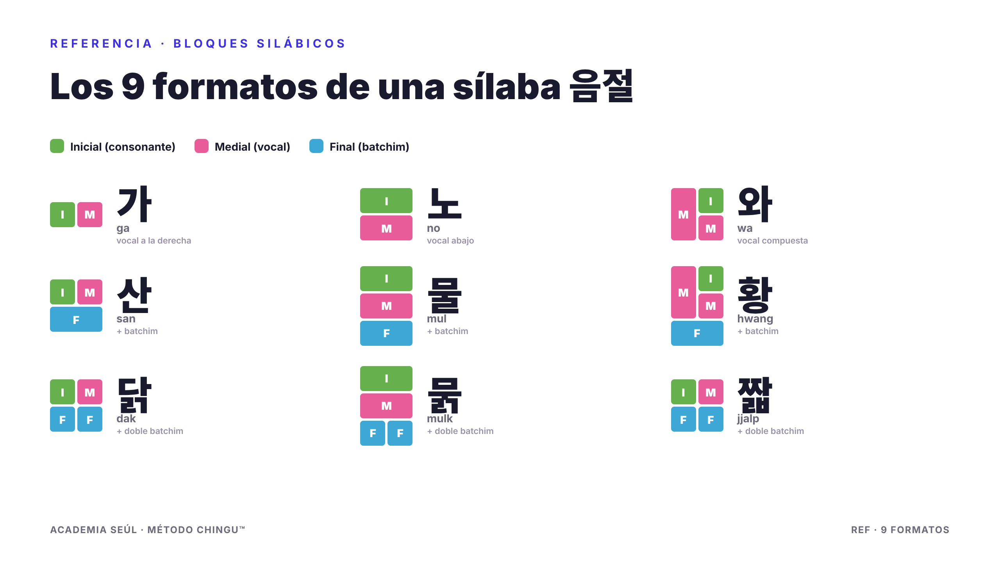 REFERENCIA · BLOQUES SILÁBICOS
Los 9 formatos de una sílaba 음절
Inicial (consonante) Medial (vocal) Final (batchim)
I M
가
ga
vocal a la derecha
I
M
노
no
vocal abajo
M I
M
와
wa
vocal compuesta
I M
F
산
san
+ batchim
I
M
F
물
mul
+ batchim
M I
M
F
황
hwang
+ batchim
I M
F F
닭
dak
+ doble batchim
I
M
F F
묽
mulk
+ doble batchim
I M
F F
짧
jjalp
+ doble batchim
ACADEMIA SEÚL · MÉTODO CHINGU™
REF · 9 FORMATOS